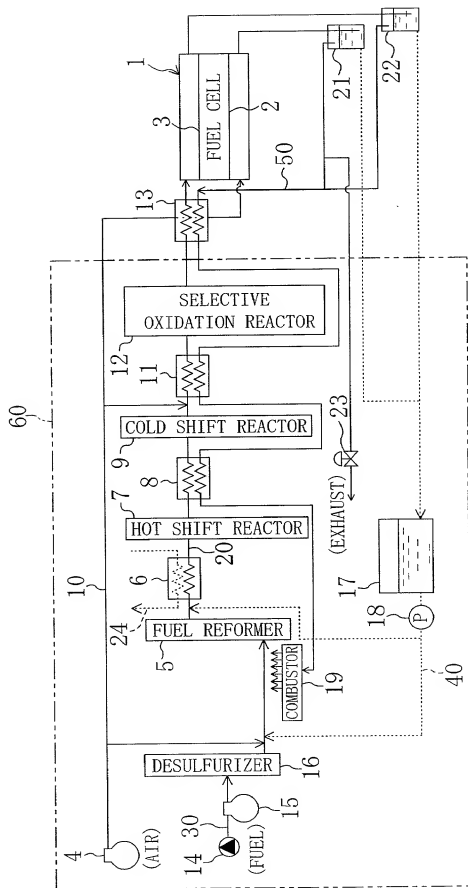 60
10
4
(AIR)
14
30
(FUEL)
15
DESULFURIZER
16
FUEL REFORMER
5
24
6
20
COMBUSTOR
19
HOT SHIFT REACTOR
7
8
COLD SHIFT REACTOR
9
11
SELECTIVE
OXIDATION REACTOR
12
13
1
3
FUEL CELL
2
50
21
22
23
(EXHAUST)
17
18
P
40